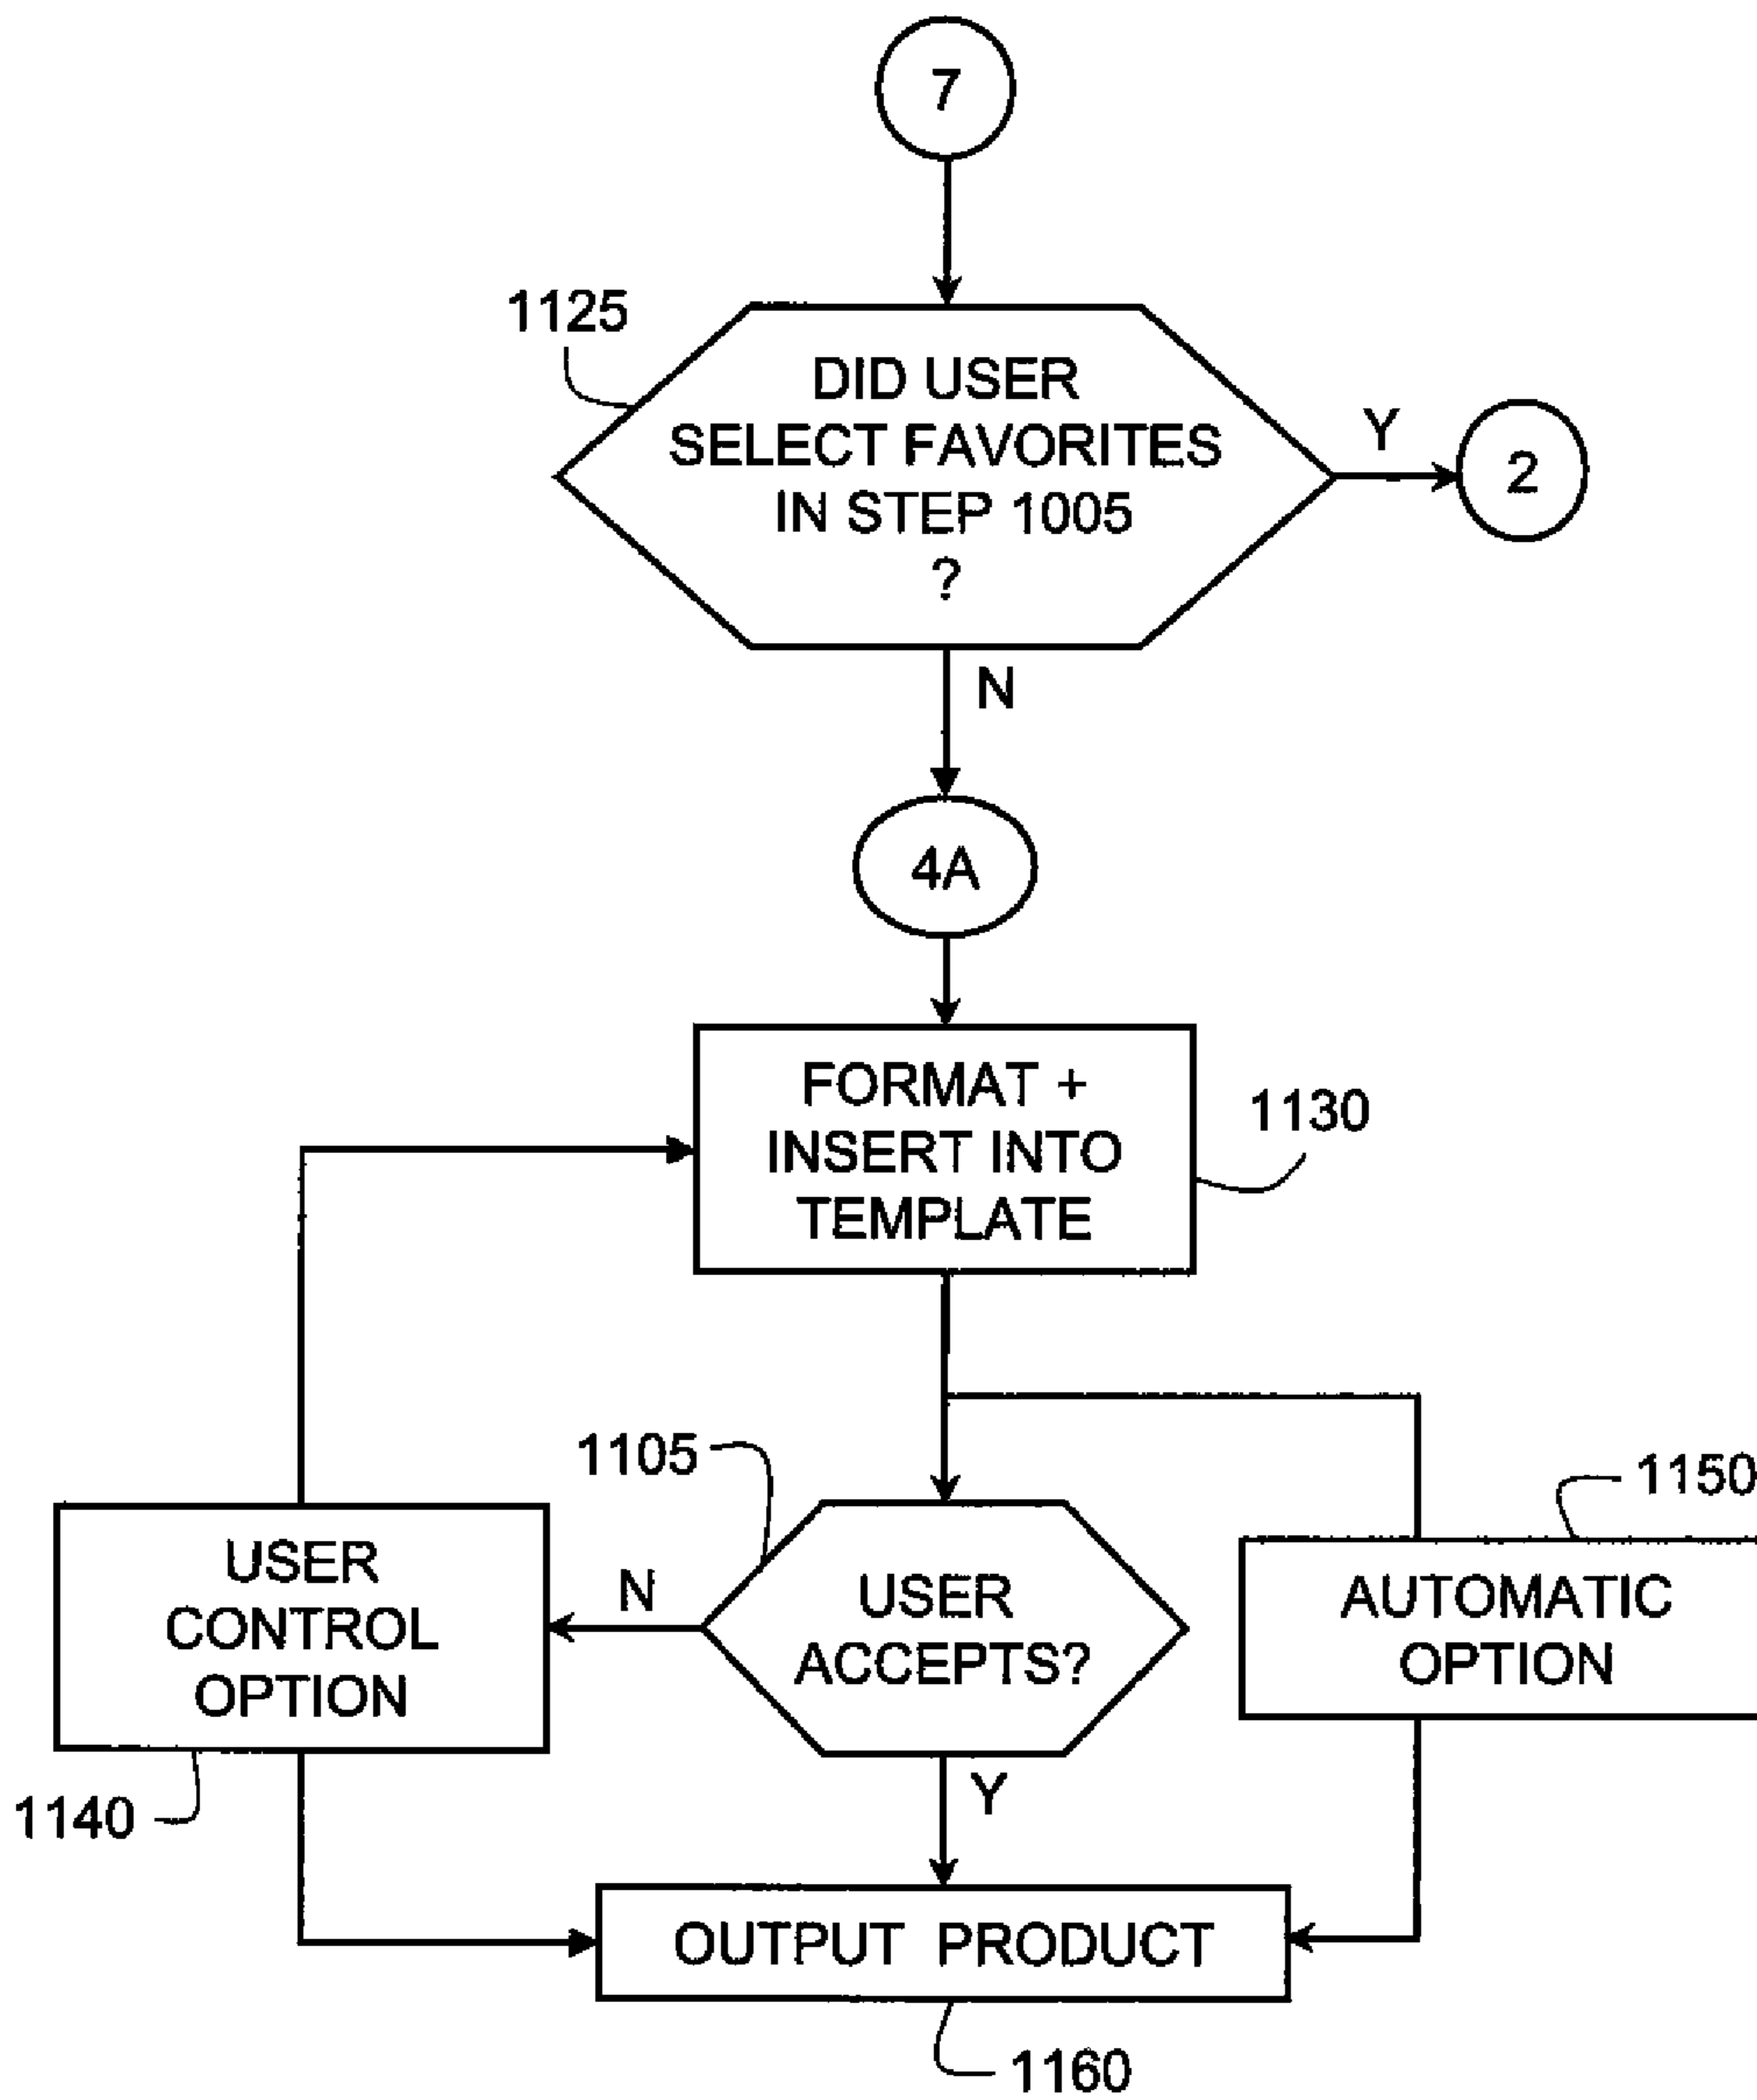 7
1125
DID USER
SELECT FAVORITES
IN STEP 1005
?
Y
2
N
4A
FORMAT +
INSERT INTO
TEMPLATE
1130
1105
1150
USER
CONTROL
OPTION
N
USER
ACCEPTS?
AUTOMATIC
OPTION
1140
Y
OUTPUT PRODUCT
1160